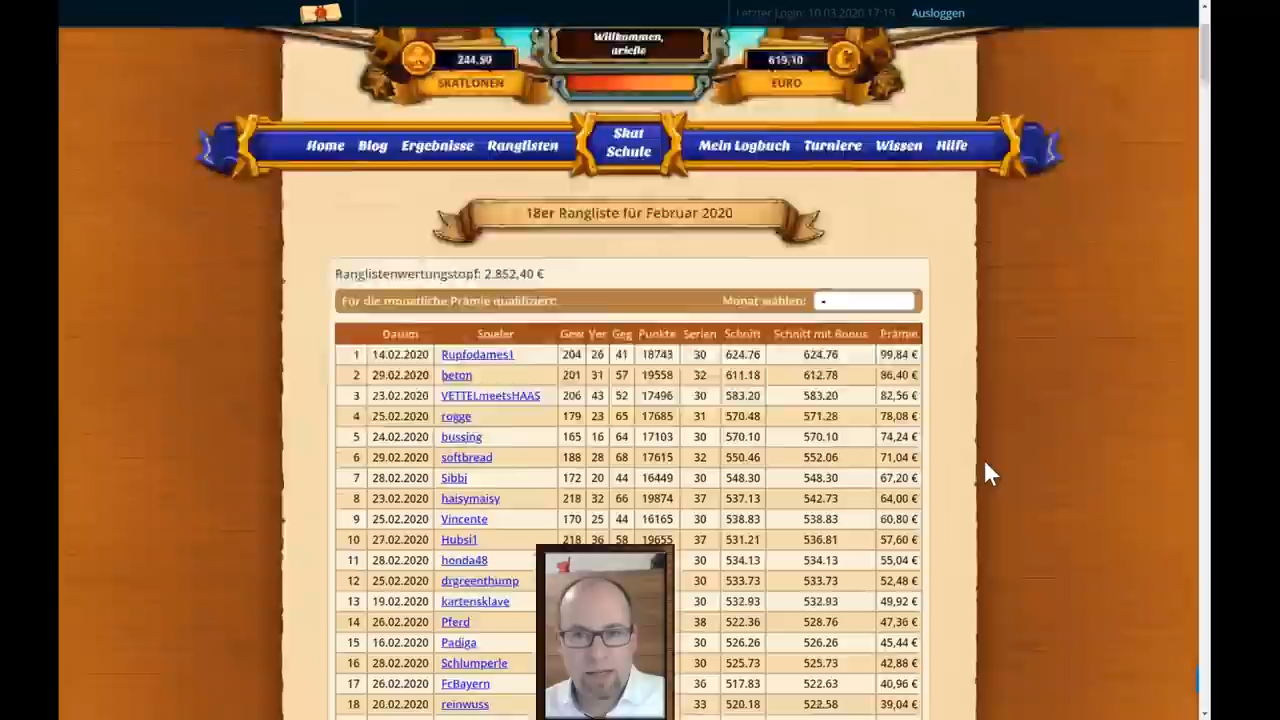 Letzter Login: 10.03.2020 17:19 Ausloggen
Willkommen,
arielle
244,50 619,10
SKATLONEN EURO
Home Blog Ergebnisse Ranglisten Skat Schule Mein Logbuch Turniere Wissen Hilfe
18er Rangliste für Februar 2020
Ranglistenwertungstopf: 2.852,40 €
Für die monatliche Prämie qualifiziert: Monat wählen: -
Datum Spieler Gew Ver Geg Punkte Serien Schnitt Schnitt mit Bonus Prämie
1 14.02.2020 Rupfodames1 204 26 41 18743 30 624.76 624.76 99,84 €
2 29.02.2020 beton 201 31 57 19558 32 611.18 612.78 86,40 €
3 23.02.2020 VETTELmeetsHAAS 206 43 52 17496 30 583.20 583.20 82,56 €
4 25.02.2020 rogge 179 23 65 17685 31 570.48 571.28 78,08 €
5 24.02.2020 bussing 165 16 64 17103 30 570.10 570.10 74,24 €
6 29.02.2020 softbread 188 28 68 17615 32 550.46 552.06 71,04 €
7 28.02.2020 Sibbi 172 20 44 16449 30 548.30 548.30 67,20 €
8 23.02.2020 haisymaisy 218 32 66 19874 37 537.13 542.73 64,00 €
9 25.02.2020 Vincente 170 25 44 16165 30 538.83 538.83 60,80 €
10 27.02.2020 Hubsi1 218 36 58 19655 37 531.21 536.81 57,60 €
11 28.02.2020 honda48 30 534.13 534.13 55,04 €
12 25.02.2020 drgreenthump 30 533.73 533.73 52,48 €
13 19.02.2020 kartensklave 30 532.93 532.93 49,92 €
14 26.02.2020 Pferd 38 522.36 528.76 47,36 €
15 16.02.2020 Padiga 30 526.26 526.26 45,44 €
16 28.02.2020 Schlumperle 30 525.73 525.73 42,88 €
17 26.02.2020 FcBayern 36 517.83 522.63 40,96 €
18 20.02.2020 reinwuss 33 520.18 522.58 39,04 €